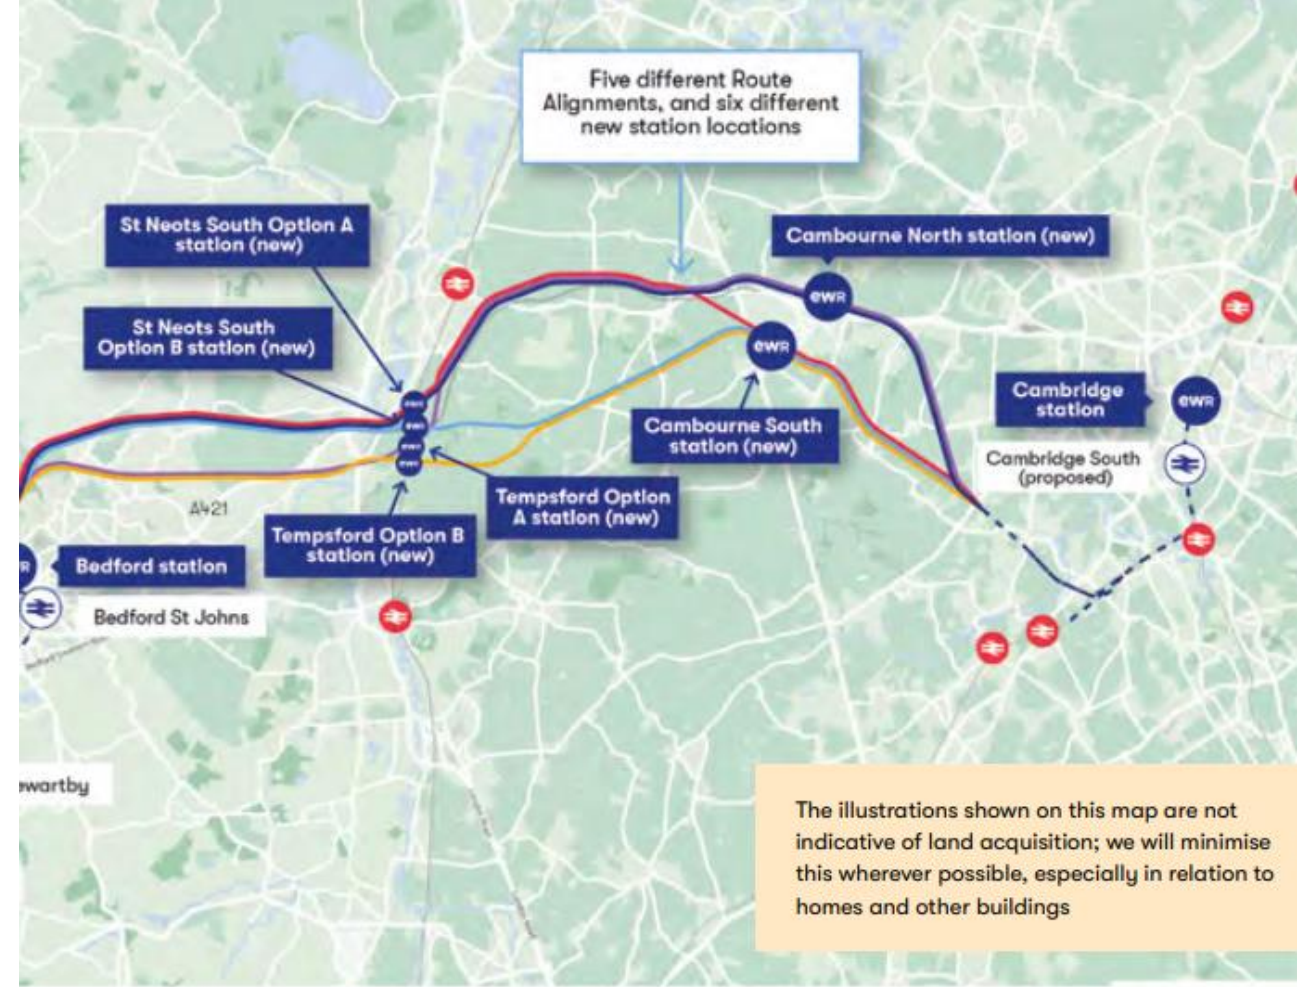 Five different Route
Alignments, and six different
new station locations
St Neots South Option A
station (new)
Cambourne North station (new)
ewR
St Neots South
Option B station (new)
ewR
Cambridge
station
ewR
ewR
ewR
ewR
ewR
Cambourne South
station (new)
Cambridge South
(proposed)
Tempsford Option
A station (new)
A421
Tempsford Option B
station (new)
R
Bedford station
Bedford St Johns
ewartby
The illustrations shown on this map are not
indicative of land acquisition; we will minimise
this wherever possible, especially in relation to
homes and other buildings